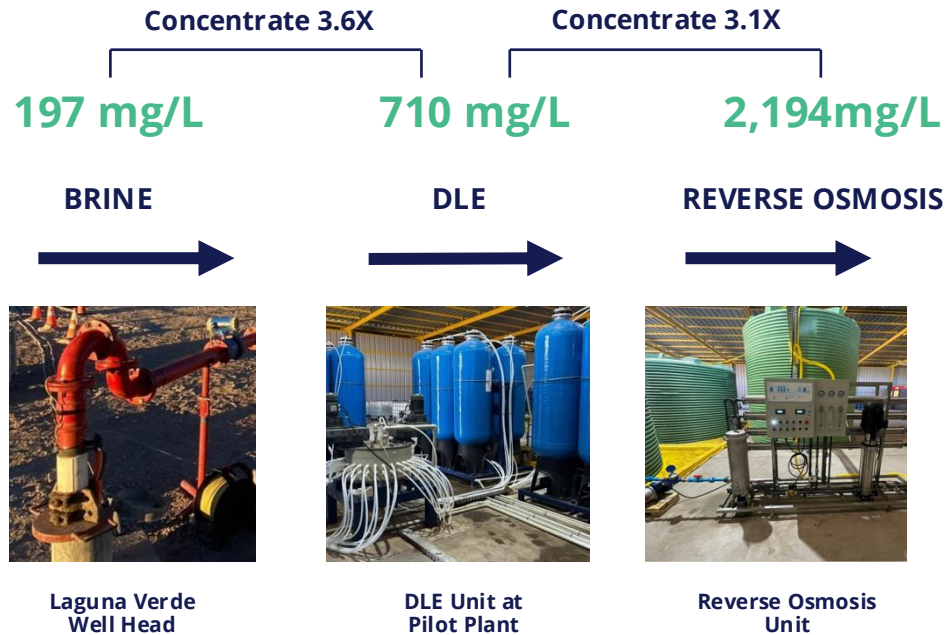 Concentrate 3.6X
Concentrate 3.1X
197 mg/L
710 mg/L
2,194mg/L
BRINE
DLE
REVERSE OSMOSIS
Laguna Verde
Well Head
DLE Unit at
Pilot Plant
Reverse Osmosis
Unit